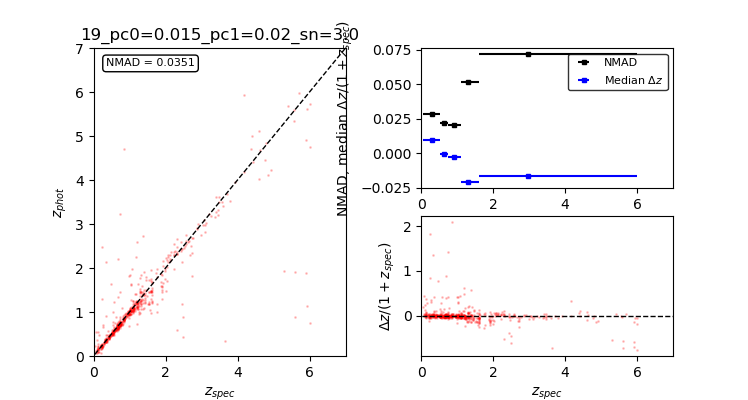 19_pc0=0.015_pc1=0.02_sn=3.0
NMAD = 0.0351
7
6
5
4
3
2
1
0
z_phot
0 2 4 6
z_spec
NMAD, median Δz/(1 + z_spec)
0.075
0.050
0.025
0.000
−0.025
NMAD
Median Δz
0 2 4 6
Δz/(1 + z_spec)
2
1
0
0 2 4 6
z_spec